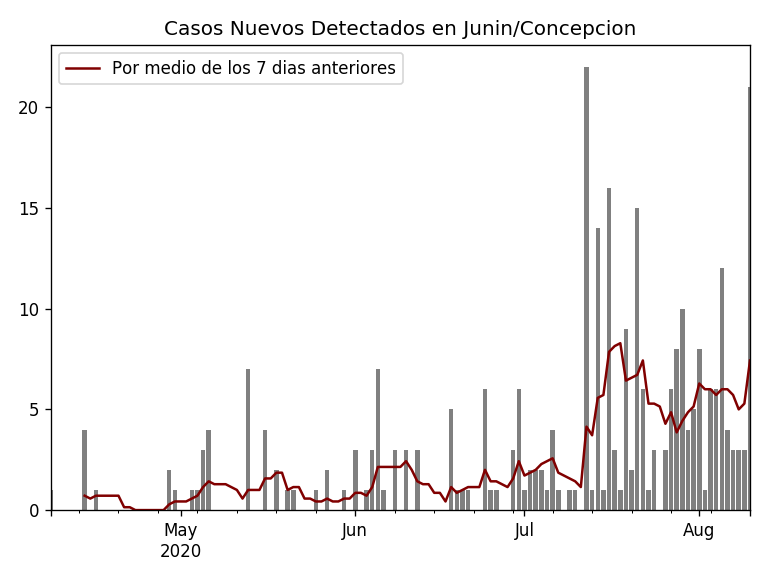 Casos Nuevos Detectados en Junin/Concepcion
Por medio de los 7 dias anteriores
20
15
10
5
0
May
2020
Jun
Jul
Aug